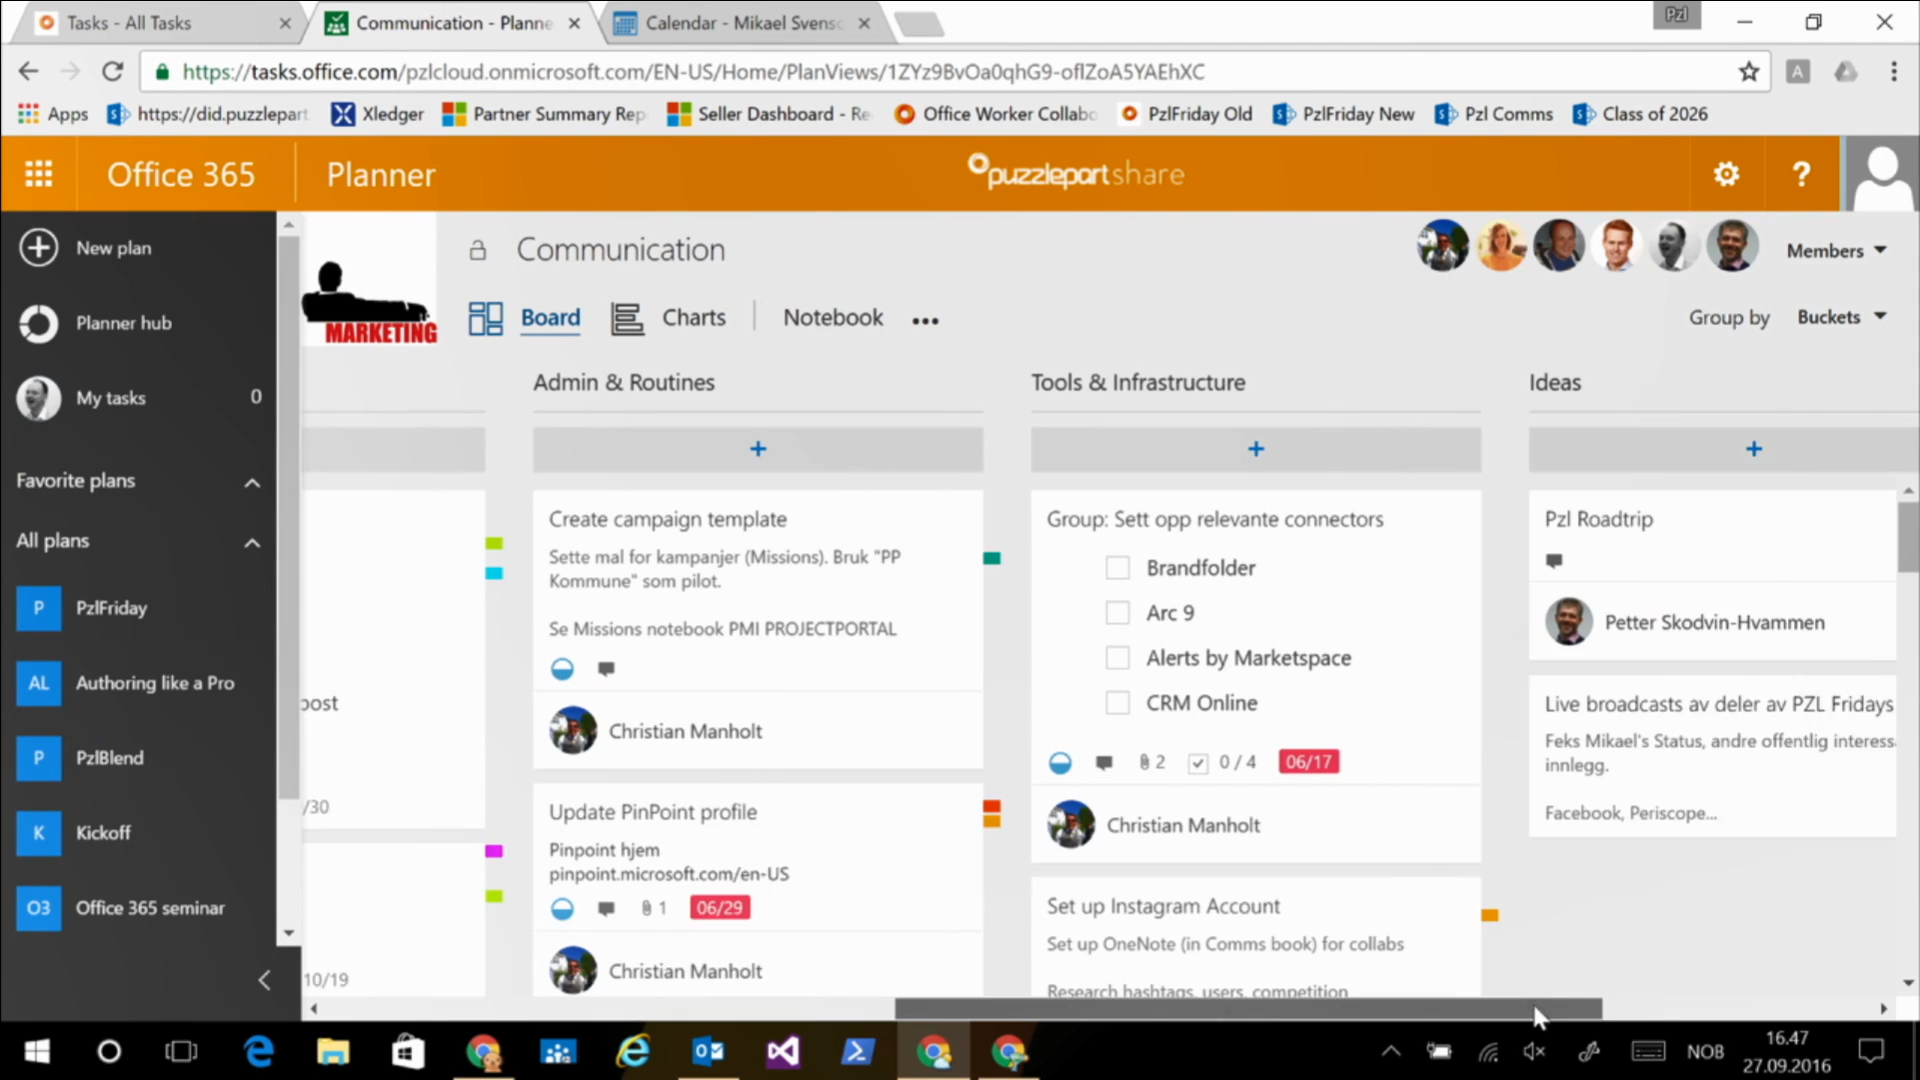 Tasks - All Tasks
Communication - Planne
Calendar - Mikael Svens
Pzl
https://tasks.office.com/pzlcloud.onmicrosoft.com/EN-US/Home/PlanViews/1ZYz9BvOa0qhG9-oflZoA5YAEhXC
A
Apps
https://did.puzzlepart
Xledger
Partner Summary Rep
Seller Dashboard - Re
Office Worker Collabo
PzlFriday Old
PzlFriday New
Pzl Comms
Class of 2026
Office 365
Planner
puzzlepart share
?
New plan
Planner hub
My tasks
0
Favorite plans
All plans
P
PzlFriday
AL
Authoring like a Pro
P
PzlBlend
K
Kickoff
O3
Office 365 seminar
MARKETING
Communication
Members
Board
Charts
Notebook
Group by
Buckets
post
/30
10/19
Admin & Routines
+
Create campaign template
Sette mal for kampanjer (Missions). Bruk "PP
Kommune" som pilot.
Se Missions notebook PMI PROJECTPORTAL
Christian Manholt
Update PinPoint profile
Pinpoint hjem
pinpoint.microsoft.com/en-US
1
06/29
Christian Manholt
Tools & Infrastructure
+
Group: Sett opp relevante connectors
Brandfolder
Arc 9
Alerts by Marketspace
CRM Online
2
0 / 4
06/17
Christian Manholt
Set up Instagram Account
Set up OneNote (in Comms book) for collabs
Research hashtags, users, competition
Ideas
+
Pzl Roadtrip
Petter Skodvin-Hvammen
Live broadcasts av deler av PZL Fridays
Feks Mikael's Status, andre offentlig interess
innlegg.
Facebook, Periscope...
NOB
16.47
27.09.2016